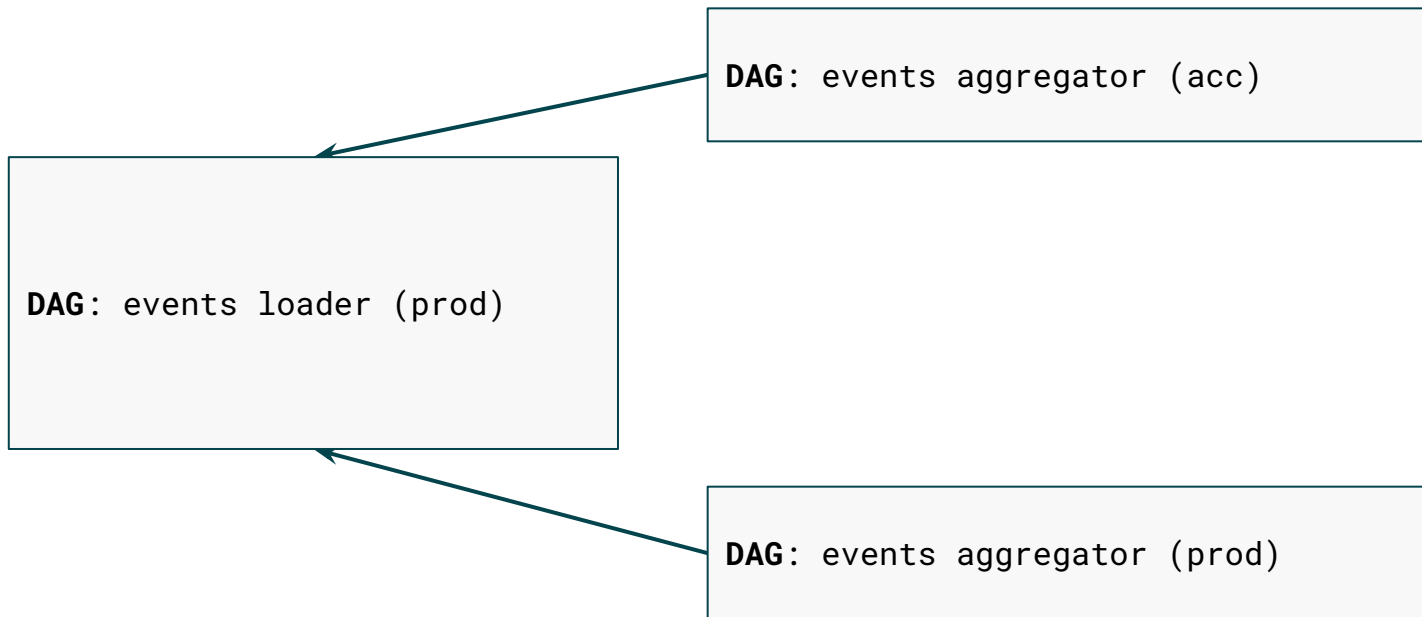 DAG: events aggregator (acc)
DAG: events loader (prod)
DAG: events aggregator (prod)